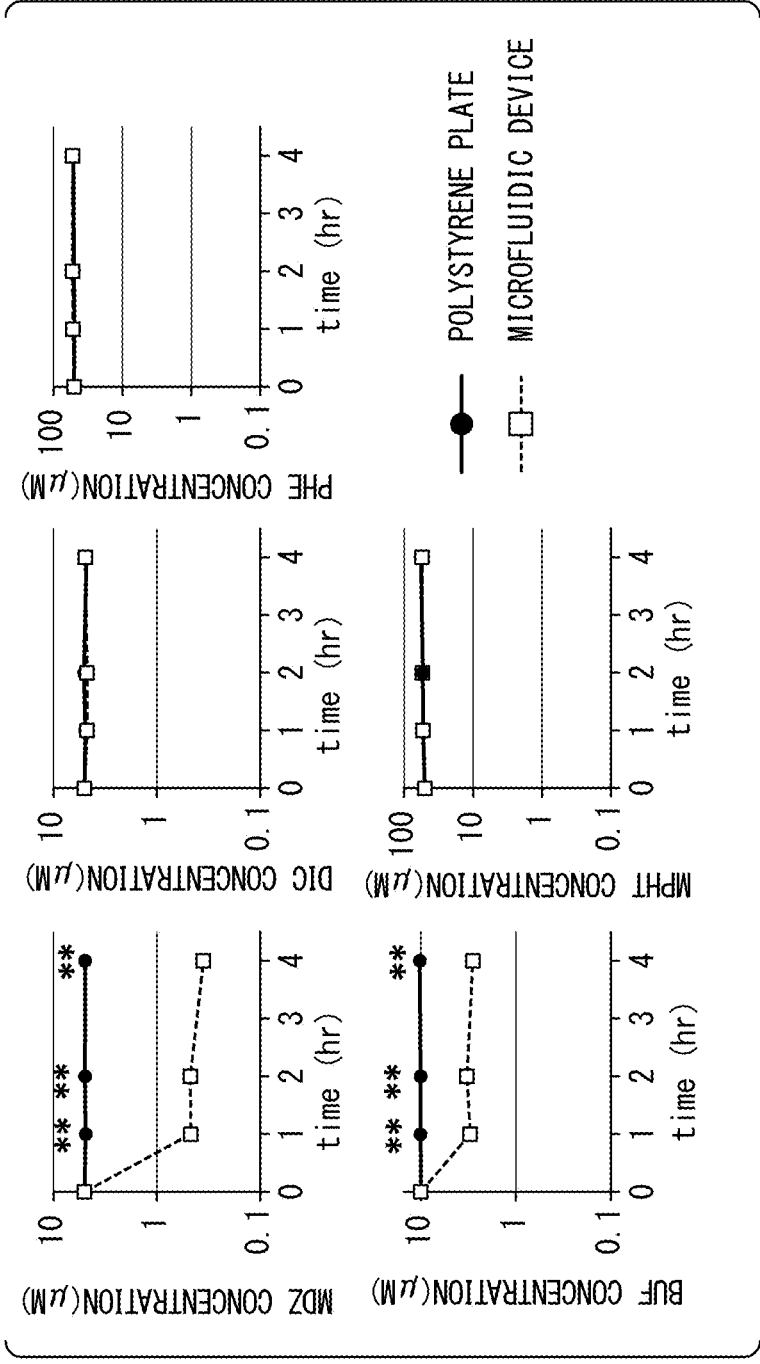 MDZ CONCENTRATION(μM)
10
1
0.1
** ** **
0 1 2 3 4
time (hr)
DIC CONCENTRATION(μM)
10
1
0.1
0 1 2 3 4
time (hr)
PHE CONCENTRATION(μM)
100
10
1
0.1
0 1 2 3 4
time (hr)
BUF CONCENTRATION(μM)
10
1
0.1
** ** **
0 1 2 3 4
time (hr)
MPHT CONCENTRATION(μM)
100
10
1
0.1
0 1 2 3 4
time (hr)
POLYSTYRENE PLATE
MICROFLUIDIC DEVICE